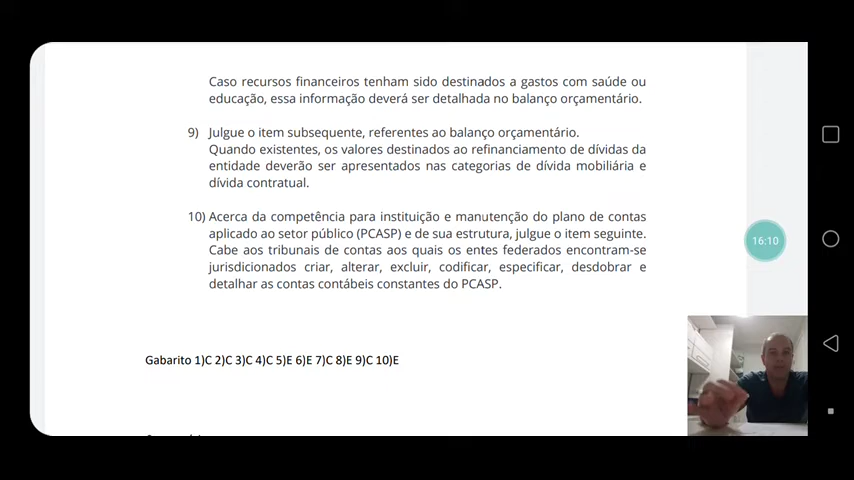 Caso recursos financeiros tenham sido destinados a gastos com saúde ou
educação, essa informação deverá ser detalhada no balanço orçamentário.
9) Julgue o item subsequente, referentes ao balanço orçamentário.
Quando existentes, os valores destinados ao refinanciamento de dívidas da
entidade deverão ser apresentados nas categorias de dívida mobiliária e
dívida contratual.
10) Acerca da competência para instituição e manutenção do plano de contas
aplicado ao setor público (PCASP) e de sua estrutura, julgue o item seguinte.
Cabe aos tribunais de contas aos quais os entes federados encontram-se
jurisdicionados criar, alterar, excluir, codificar, especificar, desdobrar e
detalhar as contas contábeis constantes do PCASP.
16:10
Gabarito 1)C 2)C 3)C 4)C 5)E 6)E 7)C 8)E 9)C 10)E